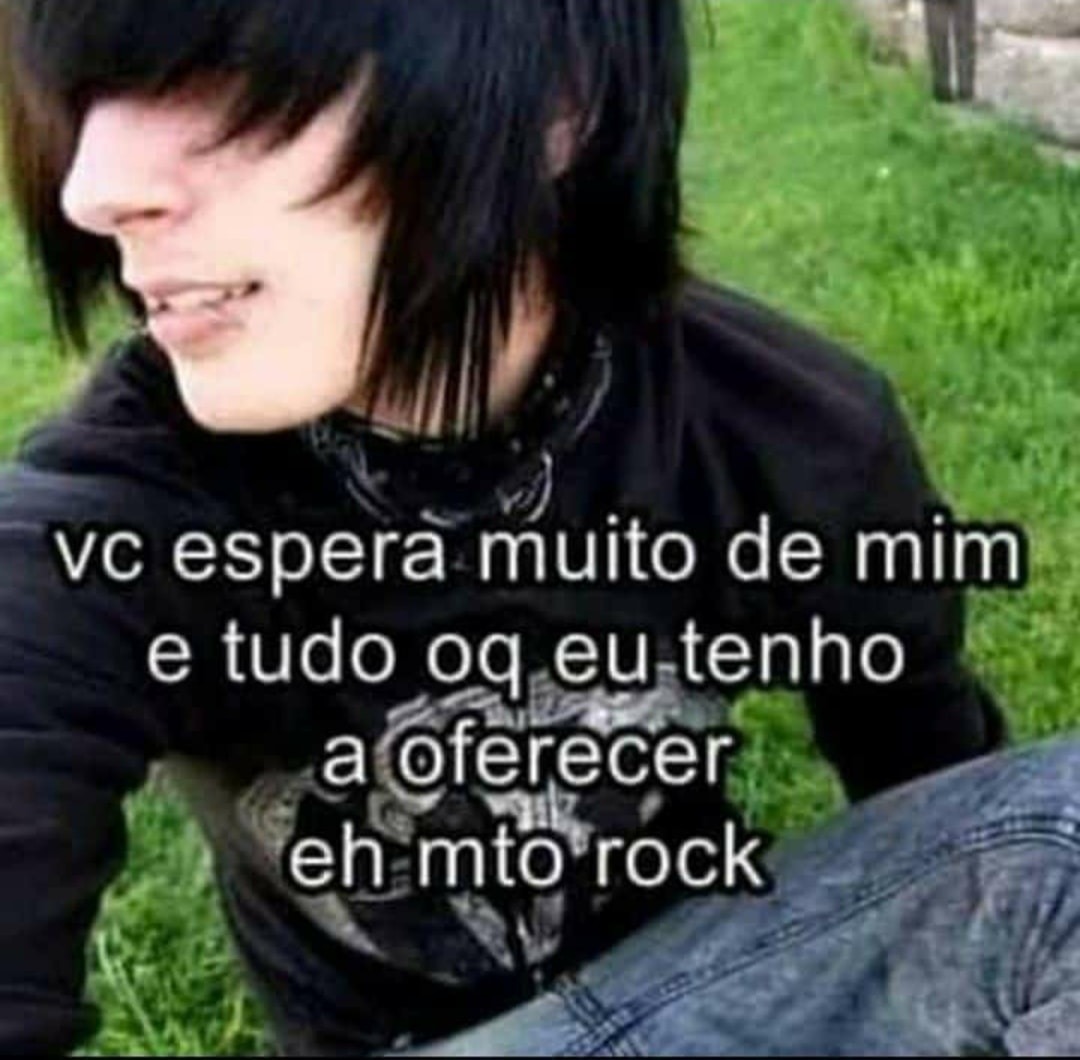 vc espera muito de mim
e tudo oq eu tenho
a oferecer
eh mto rock